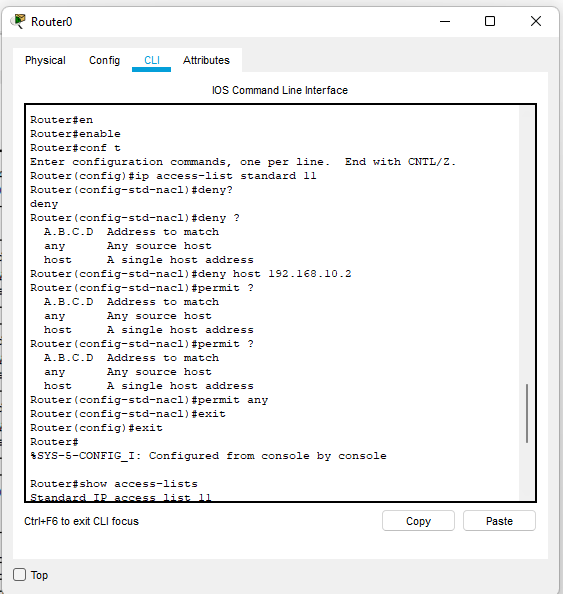 Router0
Physical Config CLI Attributes
IOS Command Line Interface
Router#en
Router#enable
Router#conf t
Enter configuration commands, one per line.  End with CNTL/Z.
Router(config)#ip access-list standard 11
Router(config-std-nacl)#deny?
deny
Router(config-std-nacl)#deny ?
  A.B.C.D  Address to match
  any      Any source host
  host     A single host address
Router(config-std-nacl)#deny host 192.168.10.2
Router(config-std-nacl)#permit ?
  A.B.C.D  Address to match
  any      Any source host
  host     A single host address
Router(config-std-nacl)#permit ?
  A.B.C.D  Address to match
  any      Any source host
  host     A single host address
Router(config-std-nacl)#permit any
Router(config-std-nacl)#exit
Router(config)#exit
Router#
%SYS-5-CONFIG_I: Configured from console by console
Router#show access-lists
Standard IP access list 11
Ctrl+F6 to exit CLI focus
Copy
Paste
Top